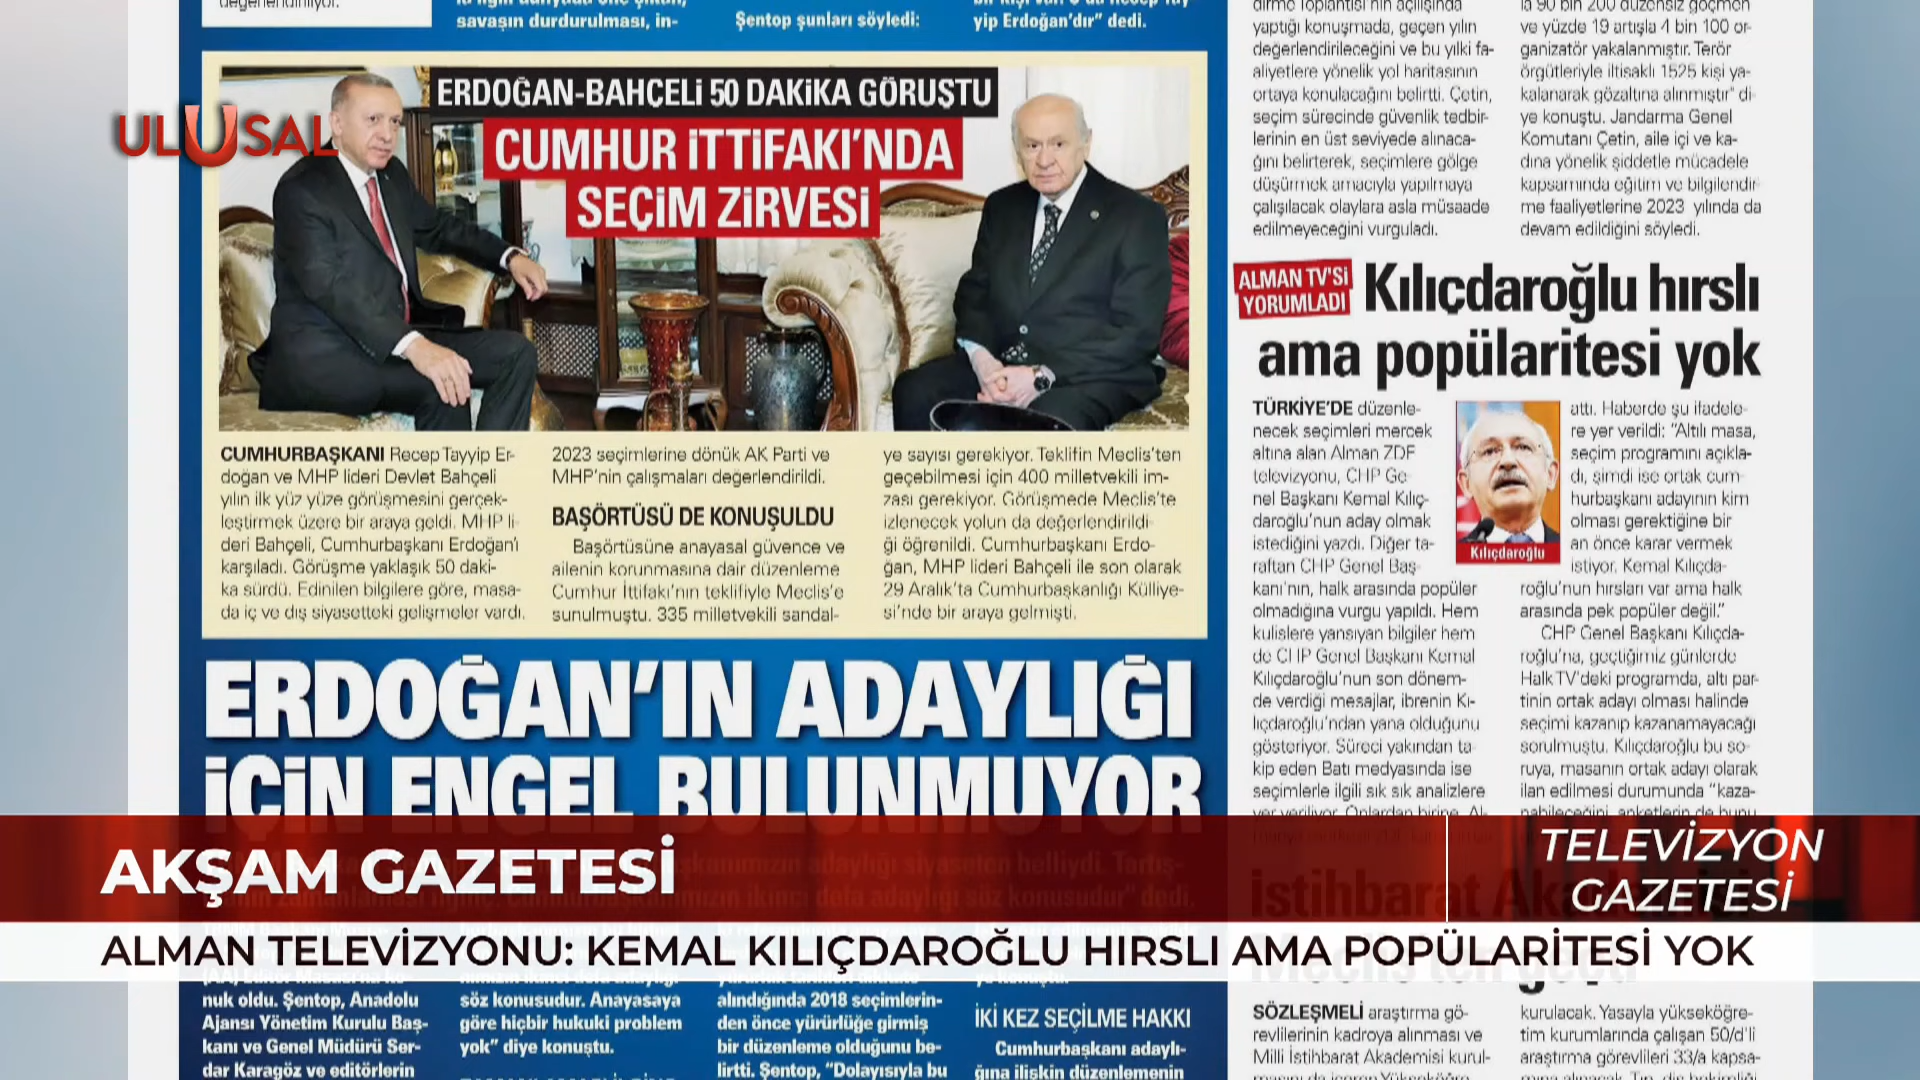 değerlendiriliyor.
savaşın durdurulması, in-
Şentop şunları söyledi:
yip Erdoğan'dır" dedi.
ERDOĞAN-BAHÇELİ 50 DAKİKA GÖRÜŞTÜ
CUMHUR İTTİFAKI'NDA
SEÇİM ZİRVESİ
ULUSAL
CUMHURBAŞKANI Recep Tayyip Er-
doğan ve MHP lideri Devlet Bahçeli
yılın ilk yüz yüze görüşmesini gerçek-
leştirmek üzere bir araya geldi. MHP li-
deri Bahçeli, Cumhurbaşkanı Erdoğan'ı
karşıladı. Görüşme yaklaşık 50 daki-
ka sürdü. Edinilen bilgilere göre, masa-
da iç ve dış siyasetteki gelişmeler vardı.
2023 seçimlerine dönük AK Parti ve
MHP'nin çalışmaları değerlendirildi.
BAŞÖRTÜSÜ DE KONUŞULDU
Başörtüsüne anayasal güvence ve
ailenin korunmasına dair düzenleme
Cumhur İttifakı'nın teklifiyle Meclis'e
sunulmuştu. 335 milletvekili sandal-
ye sayısı gerekiyor. Teklifin Meclis'ten
geçebilmesi için 400 milletvekili im-
zası gerekiyor. Görüşmede Meclis'te
izlenecek yolun da değerlendirildi-
ği öğrenildi. Cumhurbaşkanı Erdo-
ğan, MHP lideri Bahçeli ile son olarak
29 Aralık'ta Cumhurbaşkanlığı Külliye-
si'nde bir araya gelmişti.
ERDOĞAN'IN ADAYLIĞI
İÇİN ENGEL BULUNMUYOR
nuk oldu. Şentop, Anadolu
Ajansı Yönetim Kurulu Baş-
kanı ve Genel Müdürü Ser-
dar Karagöz ve editörlerin
söz konusudur. Anayasaya
göre hiçbir hukuki problem
yok" diye konuştu.
alındığında 2018 seçimlerin-
den önce yürürlüğe girmiş
bir düzenleme olduğunu be-
lirtti. Şentop, "Dolayısıyla bu
İKİ KEZ SEÇİLME HAKKI
Cumhurbaşkanı adaylı-
ğına ilişkin düzenlemenin
dirme Toplantısı'nın açılışında
yaptığı konuşmada, geçen yılın
değerlendirileceğini ve bu yılki fa-
aliyetlere yönelik yol haritasının
ortaya konulacağını belirtti. Çetin,
seçim sürecinde güvenlik tedbir-
lerinin en üst seviyede alınaca-
ğını belirterek, seçimlere gölge
düşürmek amacıyla yapılmaya
çalışılacak olaylara asla müsaade
edilmeyeceğini vurguladı.
la 90 bin 200 düzensiz göçmen
ve yüzde 19 artışla 4 bin 100 or-
ganizatör yakalanmıştır. Terör
örgütleriyle iltisaklı 1525 kişi ya-
kalanarak gözaltına alınmıştır" di-
ye konuştu. Jandarma Genel
Komutanı Çetin, aile içi ve ka-
dına yönelik şiddetle mücadele
kapsamında eğitim ve bilgilendir-
me faaliyetlerine 2023 yılında da
devam edildiğini söyledi.
ALMAN TV'Sİ
YORUMLADI
Kılıçdaroğlu hırslı
ama popülaritesi yok
TÜRKİYE'DE düzenle-
necek seçimleri mercek
altına alan Alman ZDF
televizyonu, CHP Ge-
nel Başkanı Kemal Kılıç-
daroğlu'nun aday olmak
istediğini yazdı. Diğer ta-
raftan CHP Genel Baş-
kanı'nın, halk arasında popüler
olmadığına vurgu yapıldı. Hem
kulislere yansıyan bilgiler hem
de CHP Genel Başkanı Kemal
Kılıçdaroğlu'nun son dönem-
de verdiği mesajlar, ibrenin Kı-
lıçdaroğlu'ndan yana olduğunu
gösteriyor. Süreci yakından ta-
kip eden Batı medyasında ise
seçimlerle ilgili sık sık analizlere
yer veriliyor. Onlardan birine, Al-
Kılıçdaroğlu
attı. Haberde şu ifadele-
re yer verildi: "Altılı masa,
seçim programını açıkla-
dı, şimdi ise ortak cum-
hurbaşkanı adayının kim
olması gerektiğine bir
an önce karar vermek
istiyor. Kemal Kılıçda-
roğlu'nun hırsları var ama halk
arasında pek popüler değil."
CHP Genel Başkanı Kılıçda-
roğlu'na, geçtiğimiz günlerde
Halk TV'deki programda, altı par-
tinin ortak adayı olması halinde
seçimi kazanıp kazanamayacağı
sorulmuştu. Kılıçdaroğlu bu so-
ruya, masanın ortak adayı olarak
ilan edilmesi durumunda "kaza-
nabileceğini, anketlerin de bunu
SÖZLEŞMELİ araştırma gö-
revlilerinin kadroya alınması ve
Milli İstihbarat Akademisi kurul-
kurulacak. Yasayla yükseköğre-
tim kurumlarında çalışan 50/d'li
araştırma görevlileri 33/a kapsa-
AKŞAM GAZETESİ
TELEVİZYON
GAZETESİ
ALMAN TELEVİZYONU: KEMAL KILIÇDAROĞLU HIRSLI AMA POPÜLARİTESİ YOK